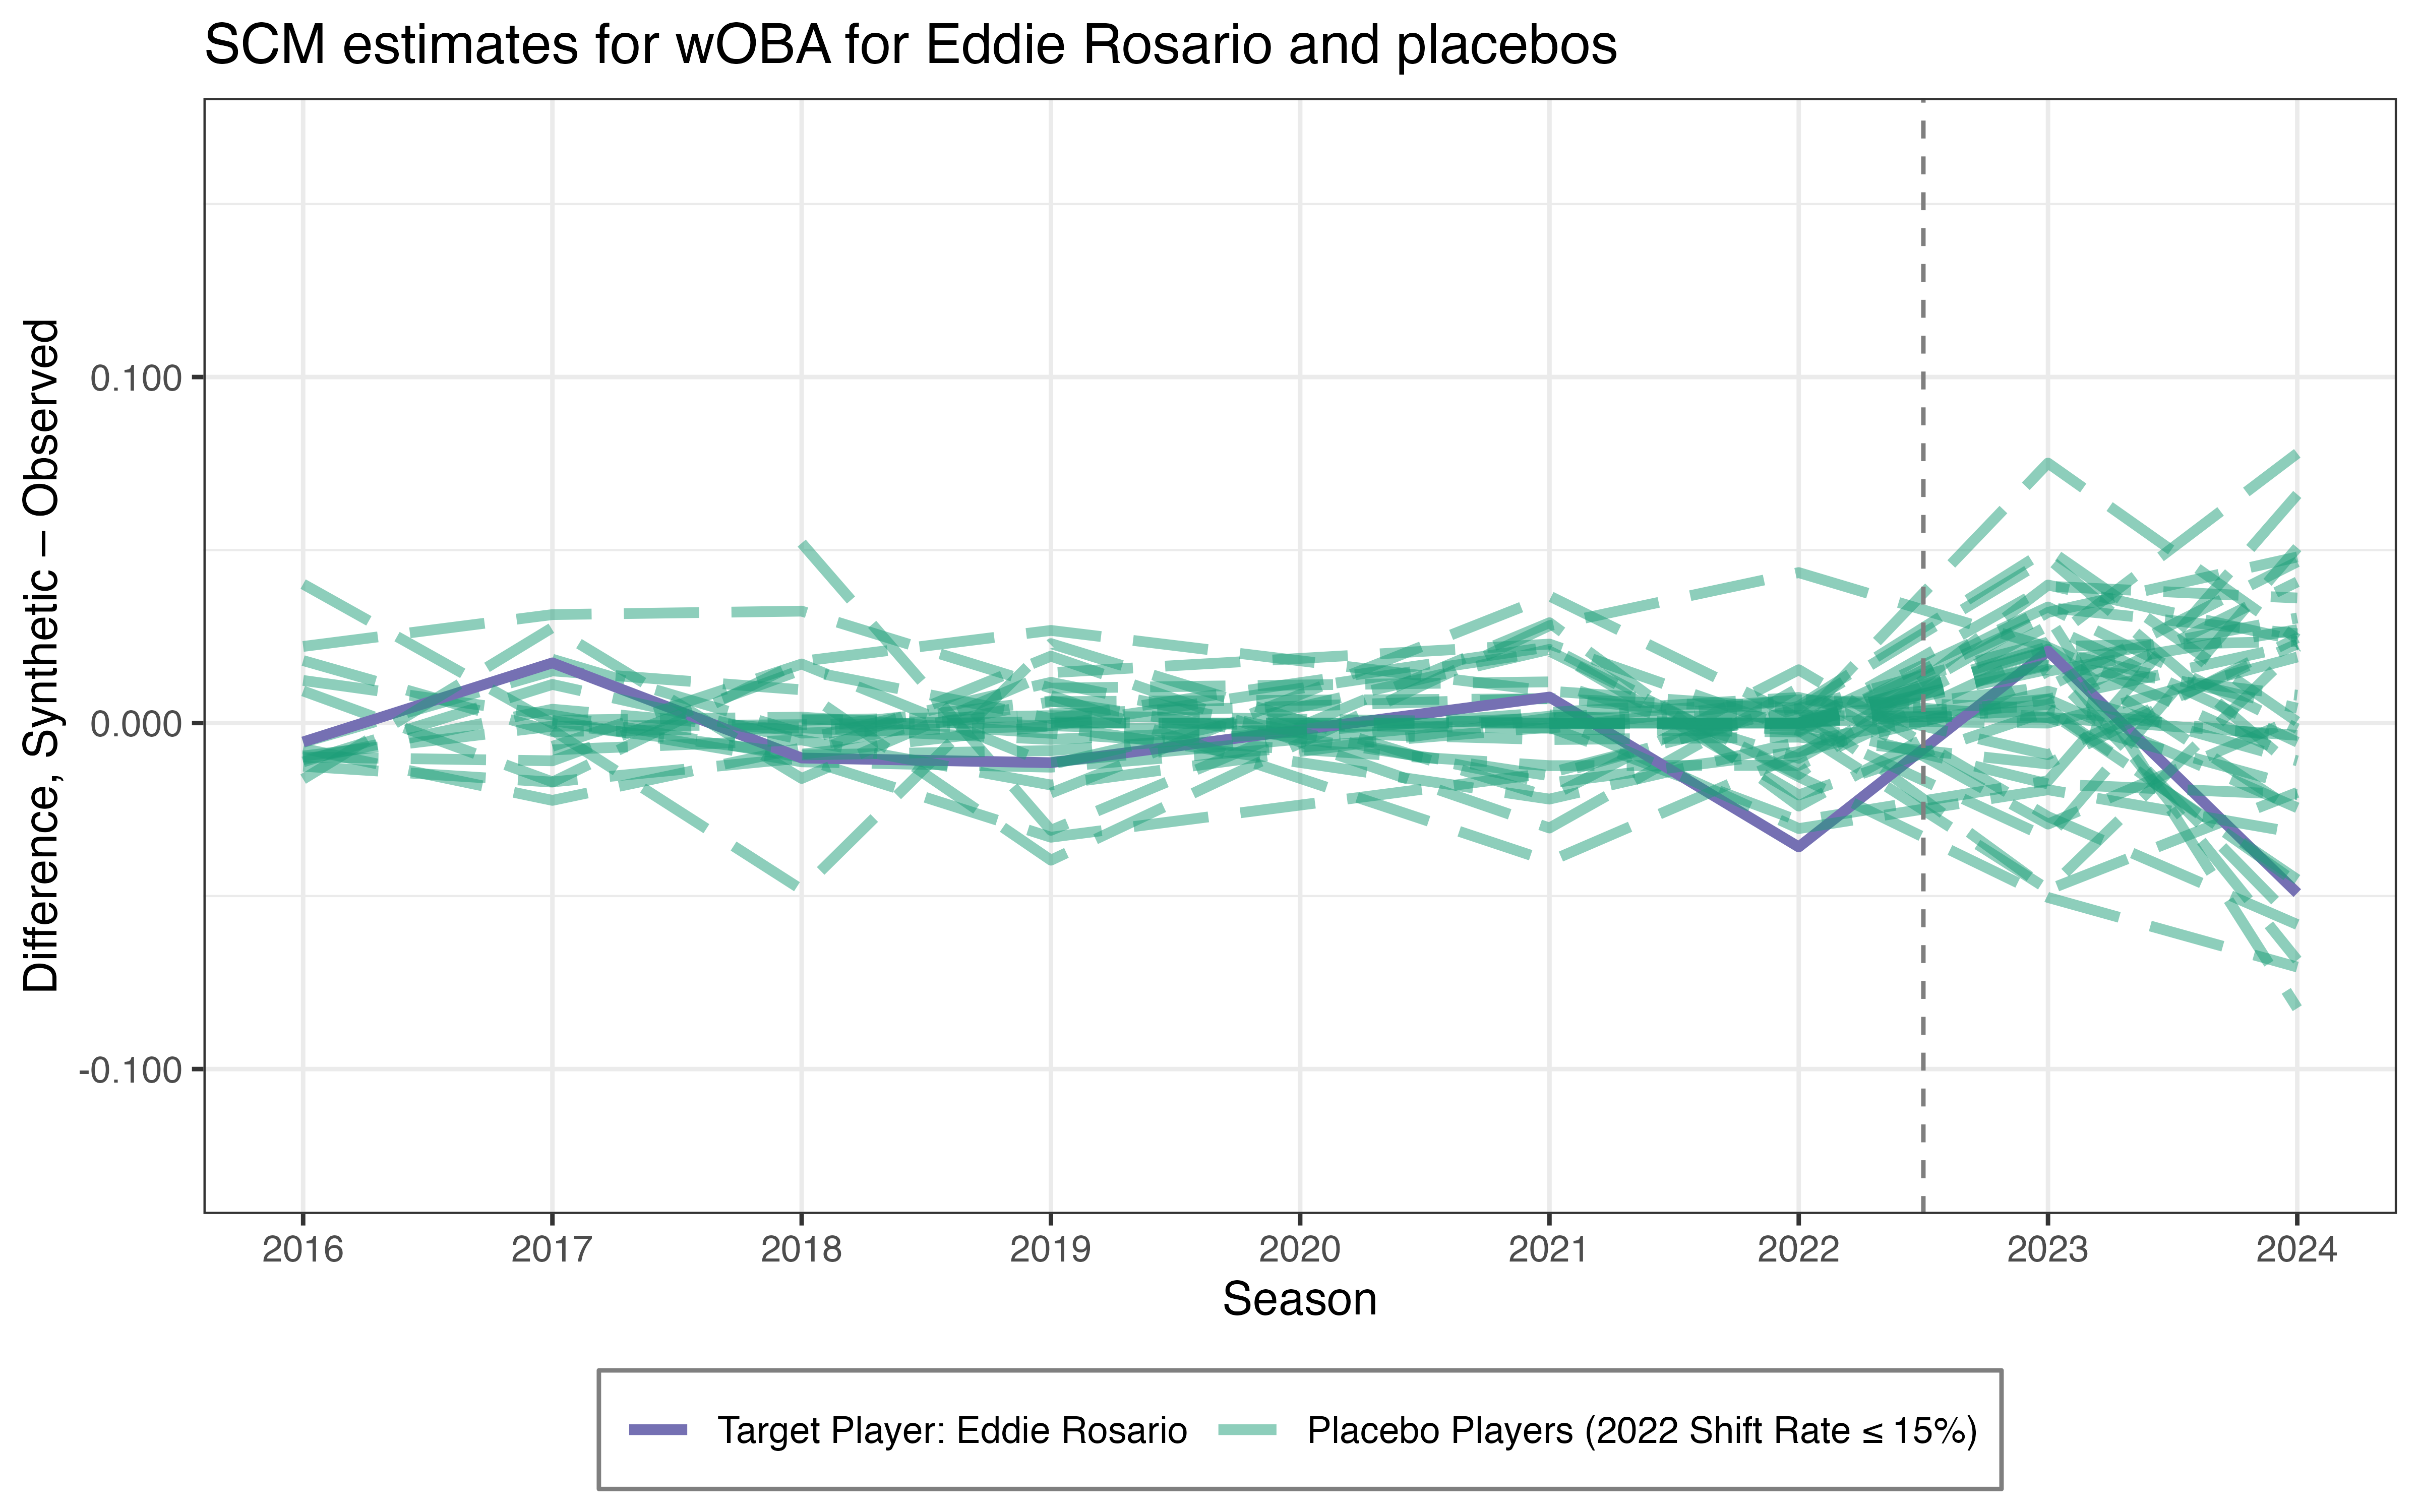 SCM estimates for wOBA for Eddie Rosario and placebos
Difference, Synthetic − Observed
0.100
0.000
-0.100
2016 2017 2018 2019 2020 2021 2022 2023 2024
Season
Target Player: Eddie Rosario Placebo Players (2022 Shift Rate ≤ 15%)